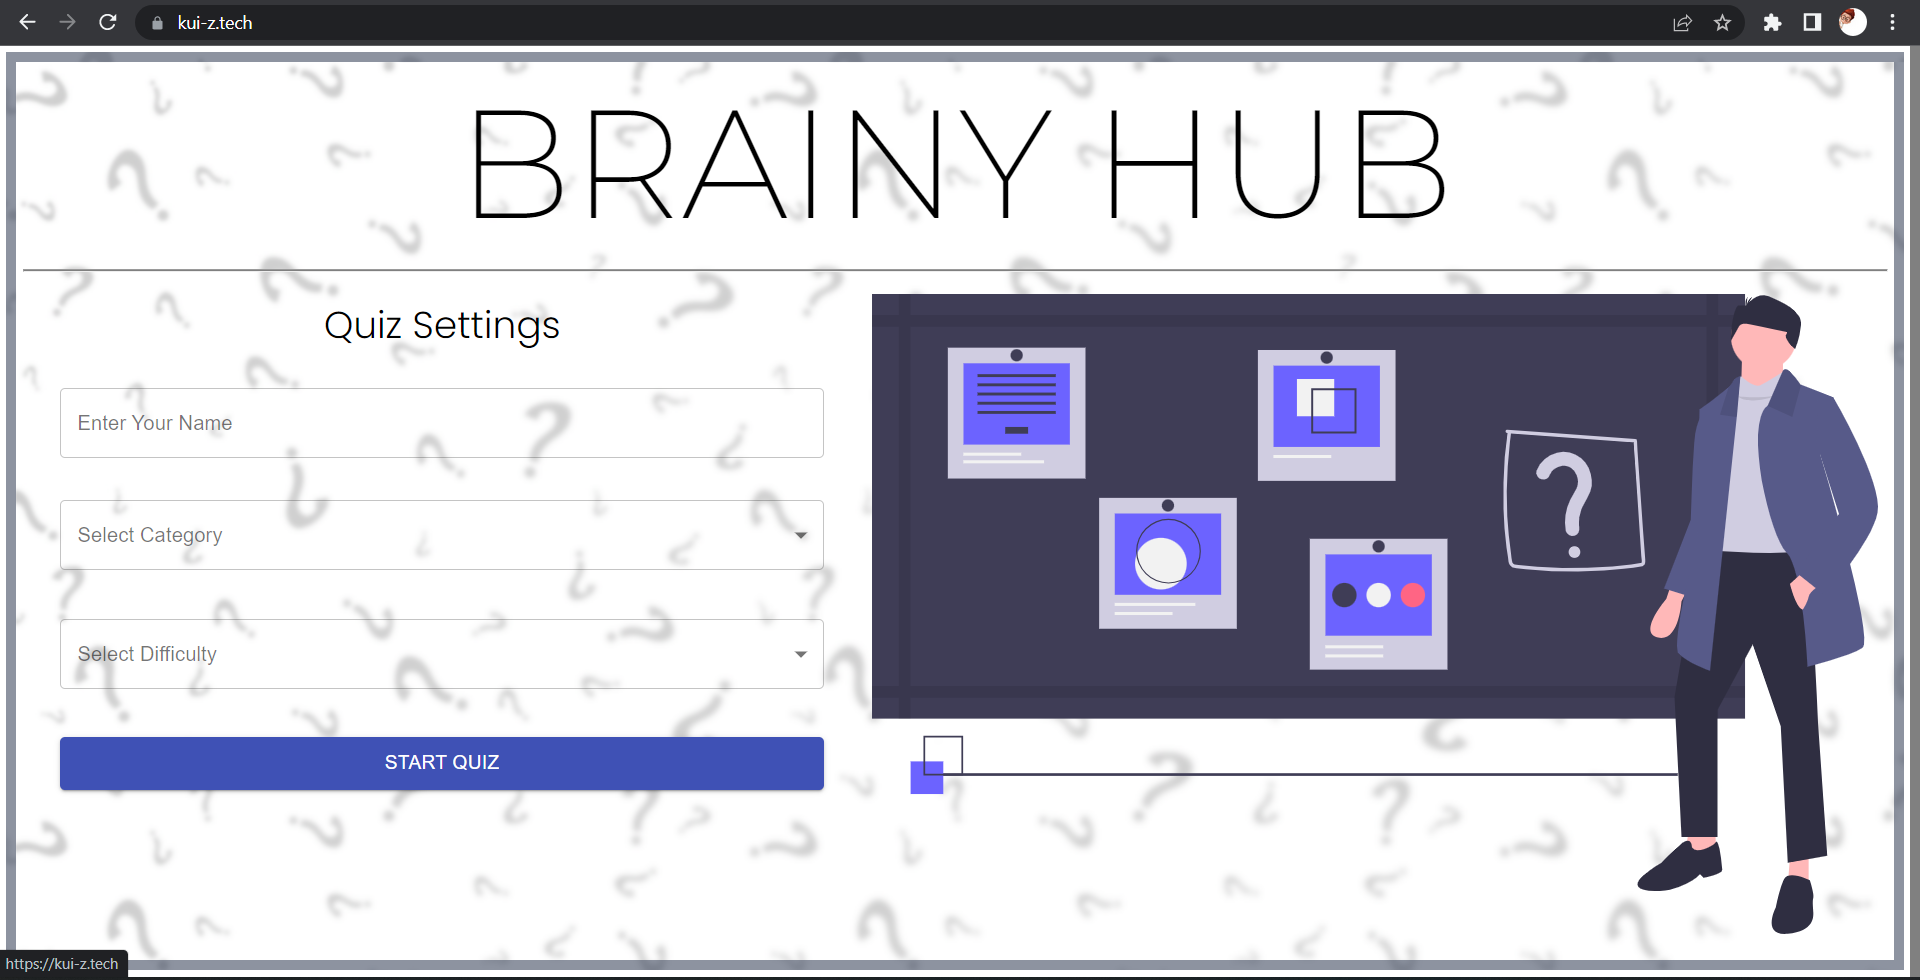 kui-z.tech
BRAINY HUB
Quiz Settings
Enter Your Name
Select Category
Select Difficulty
START QUIZ
?
https://kui-z.tech